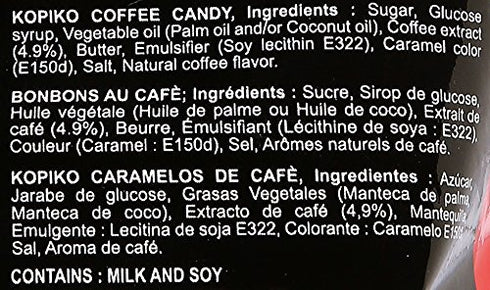 KOPIKO COFFEE CANDY, Ingredients : Sugar, Glucose
syrup, Vegetable oil (Palm oil and/or Coconut oil), Coffee extract
(4.9%), Butter, Emulsifier (Soy lecithin E322), Caramel color
(E150d), Salt, Natural coffee flavor.
BONBONS AU CAFÈ; Ingrédients : Sucre, Sirop de glucose,
Huile végétale (Huile de palme ou Huile de coco), Extrait de
café (4.9%), Beurre, Émulsifiant (Lécithine de soya : E322),
Couleur (Caramel : E150d), Sel, Arômes naturels de café.
KOPIKO CARAMELOS DE CAFÈ, Ingredientes : Azúcar,
Jarabe de glucose, Grasas Vegetales (Manteca de palma,
Manteca de coco), Extracto de café (4,9%), Mantequilla,
Emulgente : Lecitina de soja E322, Colorante : Caramelo E150d,
Sal, Aroma de café.
CONTAINS : MILK AND SOY